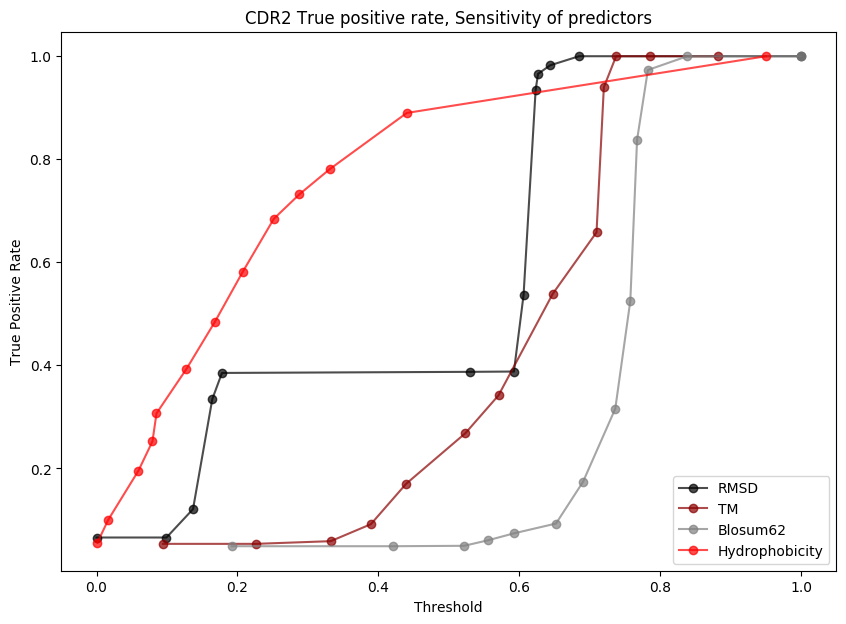 CDR2 True positive rate, Sensitivity of predictors
1.0
0.8
0.6
0.4
0.2
True Positive Rate
0.0
0.2
0.4
0.6
0.8
1.0
Threshold
RMSD
TM
Blosum62
Hydrophobicity